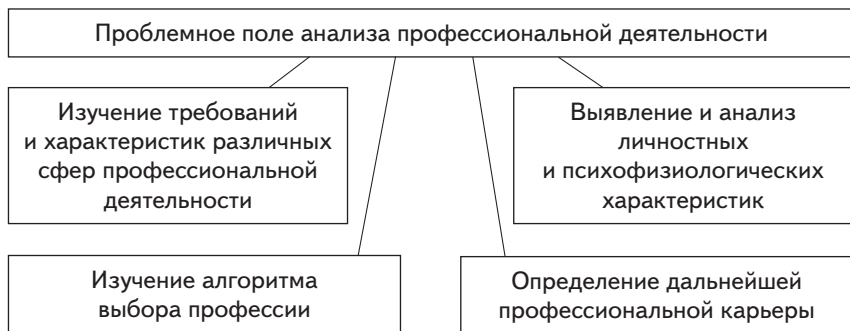 Проблемное поле анализа профессиональной деятельности
Изучение требований
и характеристик различных
сфер профессиональной
деятельности
Выявление и анализ
личностных
и психофизиологических
характеристик
Изучение алгоритма
выбора профессии
Определение дальнейшей
профессиональной карьеры